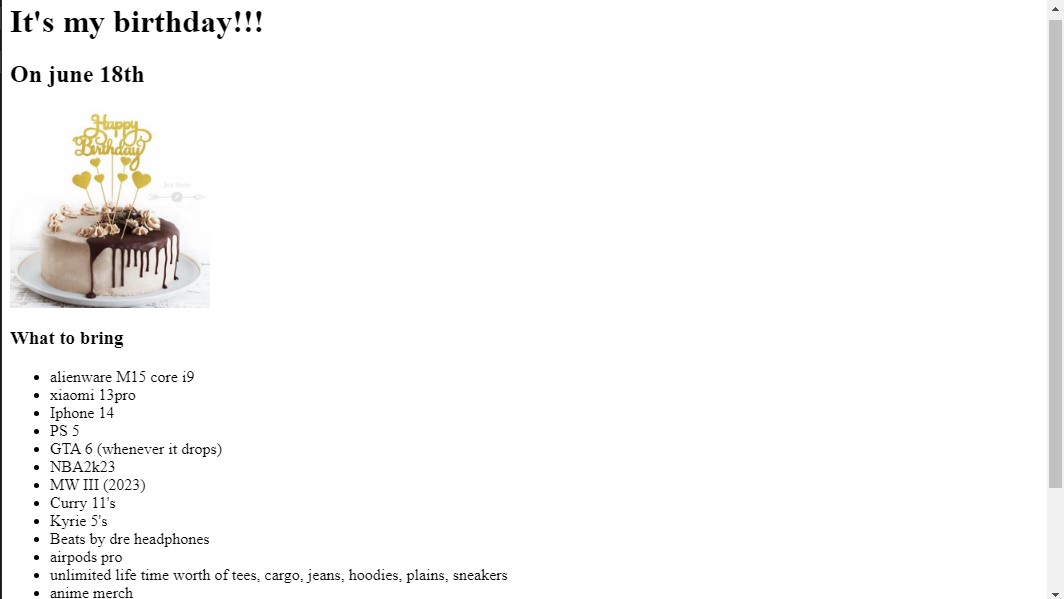 It's my birthday!!!
On june 18th
Happy
Birthday
What to bring
alienware M15 core i9
xiaomi 13pro
Iphone 14
PS 5
GTA 6 (whenever it drops)
NBA2k23
MW III (2023)
Curry 11's
Kyrie 5's
Beats by dre headphones
airpods pro
unlimited life time worth of tees, cargo, jeans, hoodies, plains, sneakers
anime merch